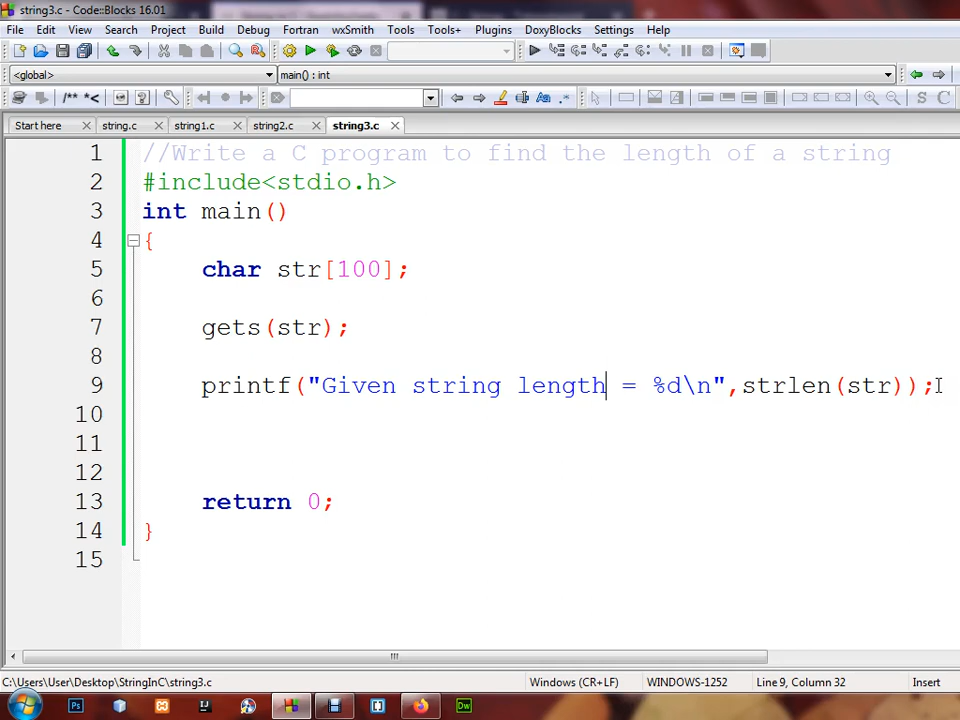 string3.c - Code::Blocks 16.01
File Edit View Search Project Build Debug Fortran wxSmith Tools Tools+ Plugins DoxyBlocks Settings Help
<global> main() : int
/** *<
Start here string.c string1.c string2.c string3.c
1 //Write a C program to find the length of a string
2 #include<stdio.h>
3 int main()
4 {
5 char str[100];
6
7 gets(str);
8
9 printf("Given string length = %d\n",strlen(str));
10
11
12
13 return 0;
14 }
15
C:\Users\User\Desktop\StringInC\string3.c Windows (CR+LF) WINDOWS-1252 Line 9, Column 32 Insert
Ps IJ Dw